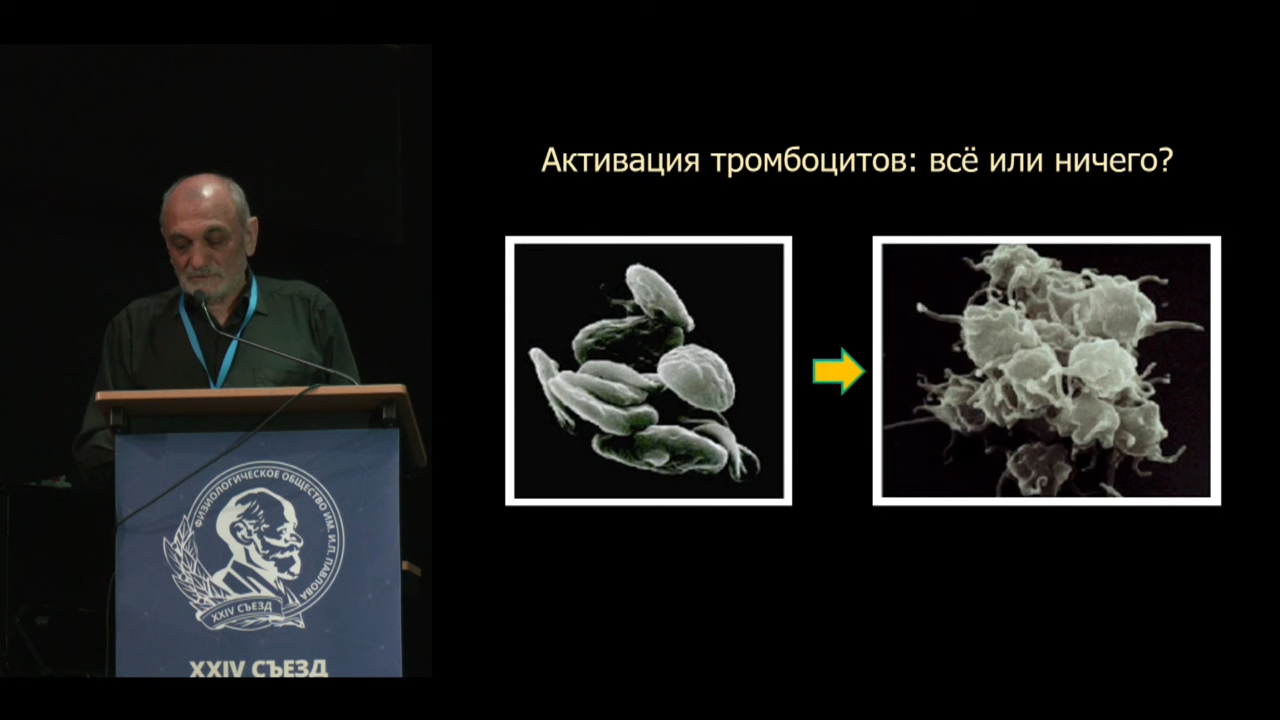 Активация тромбоцитов: всё или ничего?
ФИЗИОЛОГИЧЕСКОЕ ОБЩЕСТВО ИМ. И.П. ПАВЛОВА
XXIV СЪЕЗД
XXIV СЪЕЗД